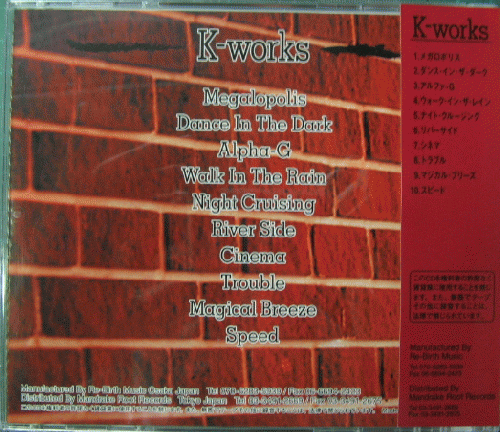 K-works
Megalopolis
Dance In The Dark
Alpha-G
Walk In The Rain
Night Cruising
River Side
Cinema
Trouble
Magical Breeze
Speed
Manufactured By Re-Birth Music Osaka Japan
Distributed By Mandrake Root Records Tokyo Japan
K-works
1. メガロポリス
2. ダンス・イン・ザ・ダーク
3. アルファ・G
4. ウォーク・イン・ザ・レイン
5. ナイト・クルージング
6. リバーサイド
7. シネマ
8. トラブル
9. マジカル・ブリーズ
10. スピード
Manufactured By
Re-Birth Music
Distributed By
Mandrake Root Records